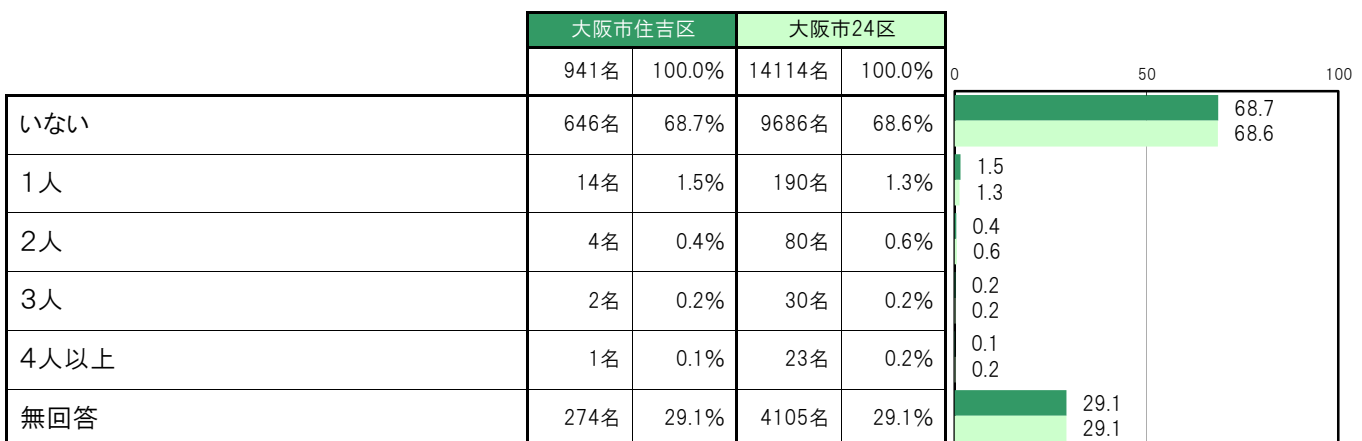 大阪市住吉区 大阪市24区
941名 100.0% 14114名 100.0% 0 50 100
いない 646名 68.7% 9686名 68.6% 68.7
68.6
1人 14名 1.5% 190名 1.3% 1.5
1.3
2人 4名 0.4% 80名 0.6% 0.4
0.6
3人 2名 0.2% 30名 0.2% 0.2
0.2
4人以上 1名 0.1% 23名 0.2% 0.1
0.2
無回答 274名 29.1% 4105名 29.1% 29.1
29.1